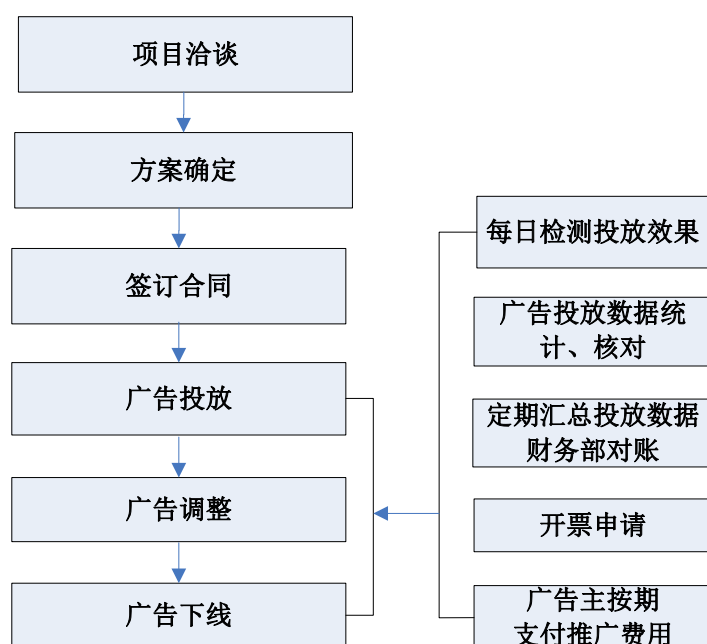 项目洽谈
方案确定
签订合同
广告投放
广告调整
广告下线
每日检测投放效果
广告投放数据统
计、核对
定期汇总投放数据
财务部对账
开票申请
广告主按期
支付推广费用